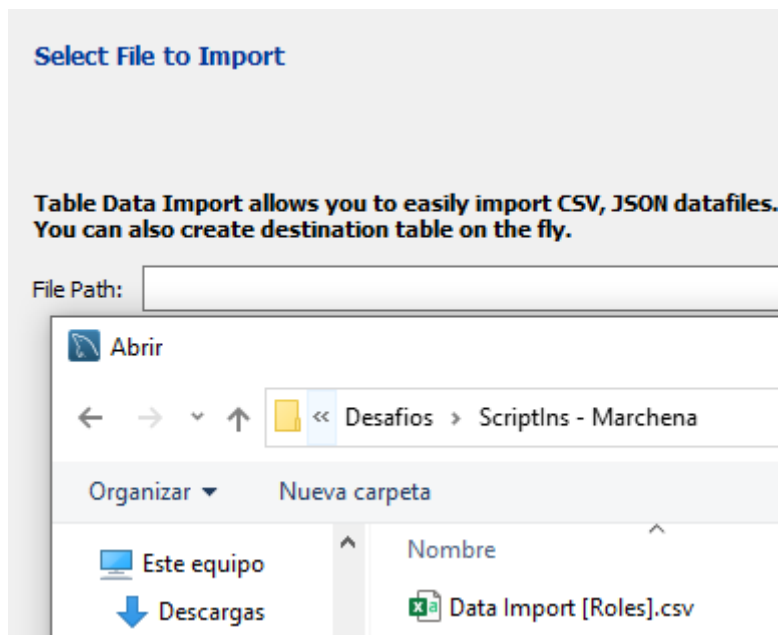 Select File to Import
Table Data Import allows you to easily import CSV, JSON datafiles.
You can also create destination table on the fly.
File Path:
Abrir
« Desafios › ScriptIns - Marchena
Organizar Nueva carpeta
Este equipo
Nombre
Descargas
Data Import [Roles].csv